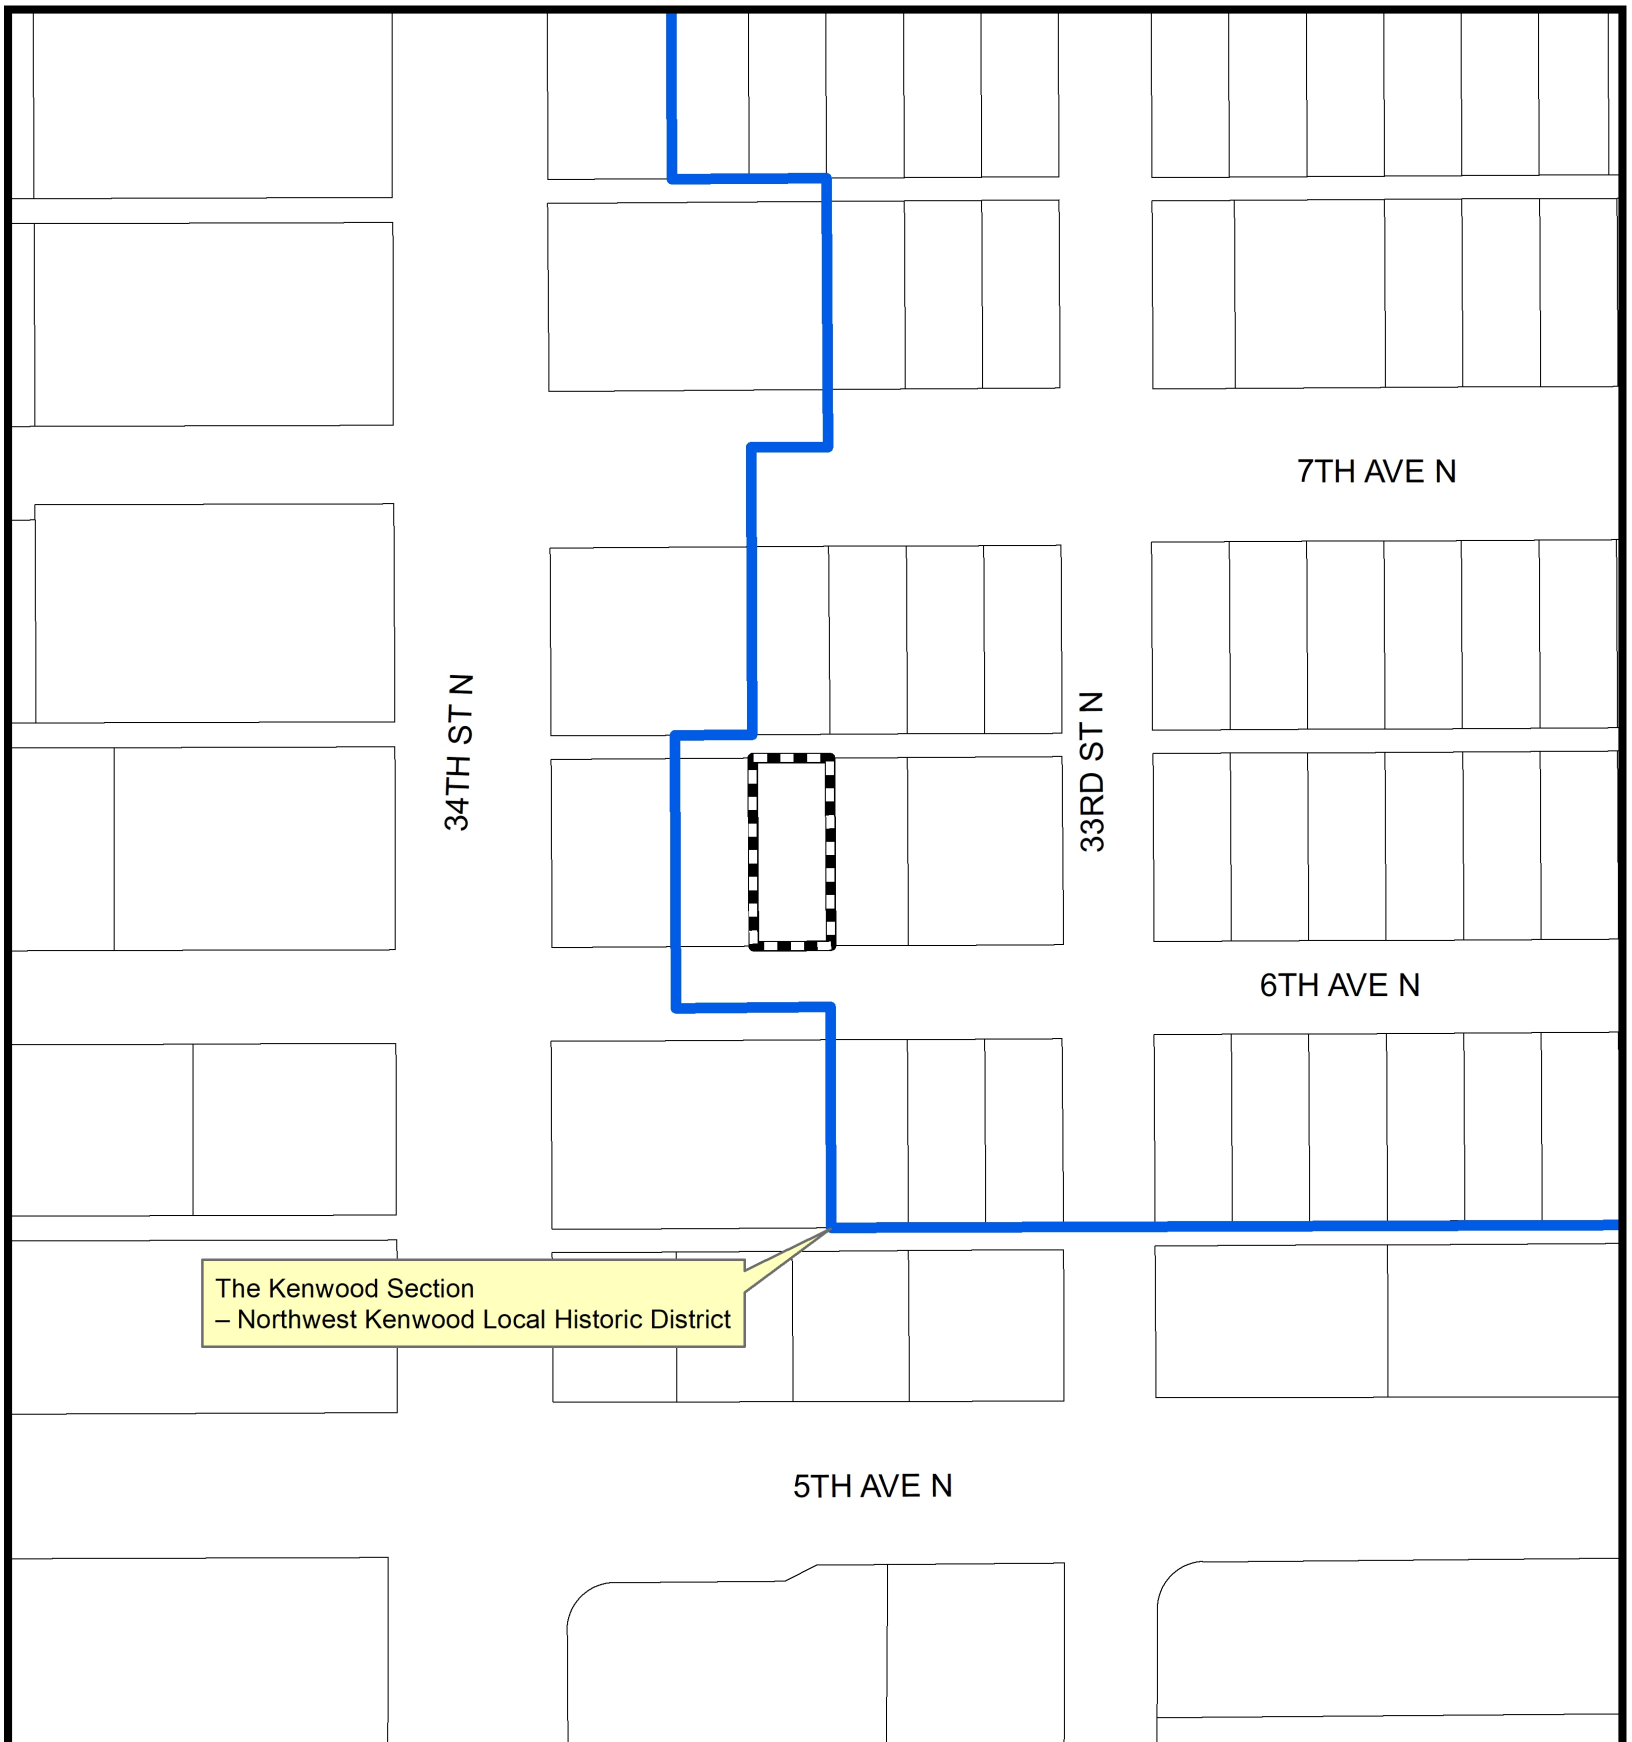 7TH AVE N
34TH ST N
33RD ST N
6TH AVE N
The Kenwood Section
– Northwest Kenwood Local Historic District
5TH AVE N